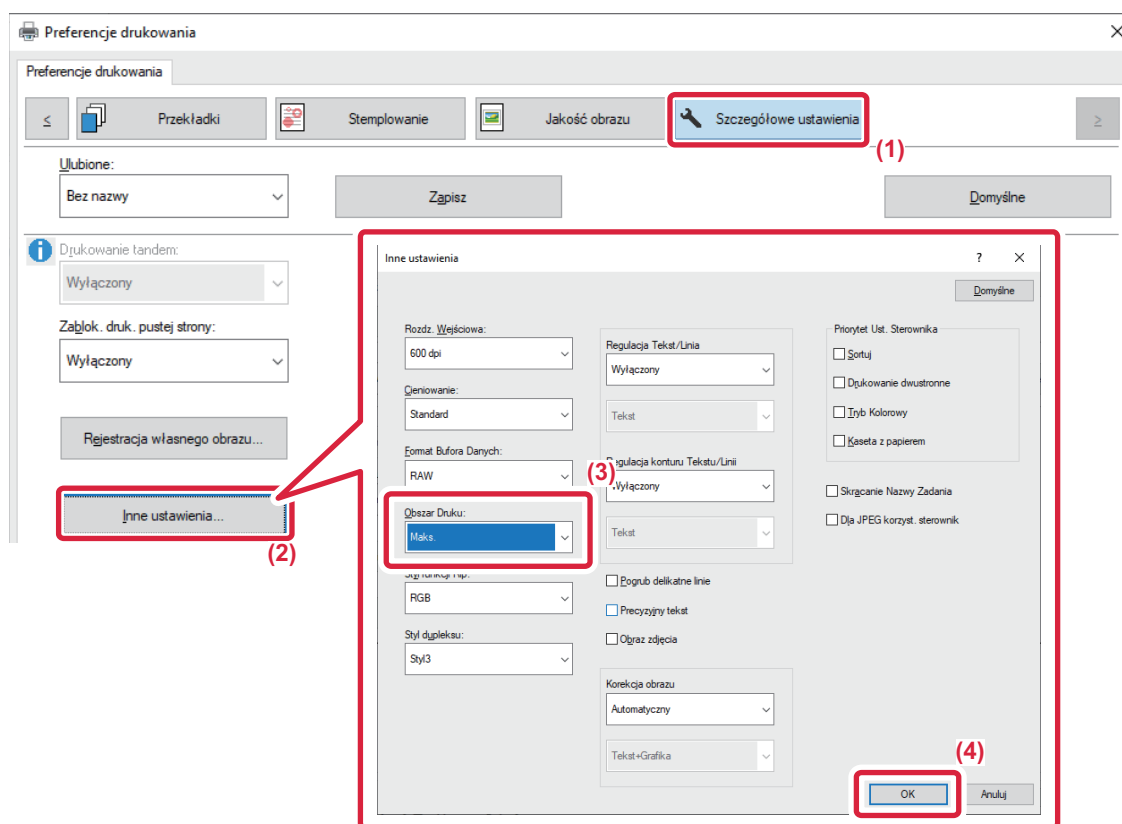 Preferencje drukowania
Preferencje drukowania
≤
Przekładki
Stemplowanie
Jakość obrazu
Szczegółowe ustawienia
≥
(1)
Ulubione:
Bez nazwy
Zapisz
Domyślne
Drukowanie tandem:
Wyłączony
Zablok. druk. pustej strony:
Wyłączony
Rejestracja własnego obrazu...
Inne ustawienia...
(2)
Inne ustawienia
?
Domyślne
Rozdz. Wejściowa:
600 dpi
Cieniowanie:
Standard
Format Bufora Danych:
RAW
(3)
Obszar Druku:
Maks.
RGB
Styl dupleksu:
Styl3
Regulacja Tekst/Linia
Wyłączony
Tekst
Regulacja konturu Tekstu/Linii
Wyłączony
Tekst
Pogrub delikatne linie
Precyzyjny tekst
Obraz zdjęcia
Korekcja obrazu
Automatyczny
Tekst+Grafika
Priorytet Ust. Sterownika
Sortuj
Drukowanie dwustronne
Tryb Kolorowy
Kaseta z papierem
Skracanie Nazwy Zadania
Dla JPEG korzyst. sterownik
(4)
OK
Anuluj